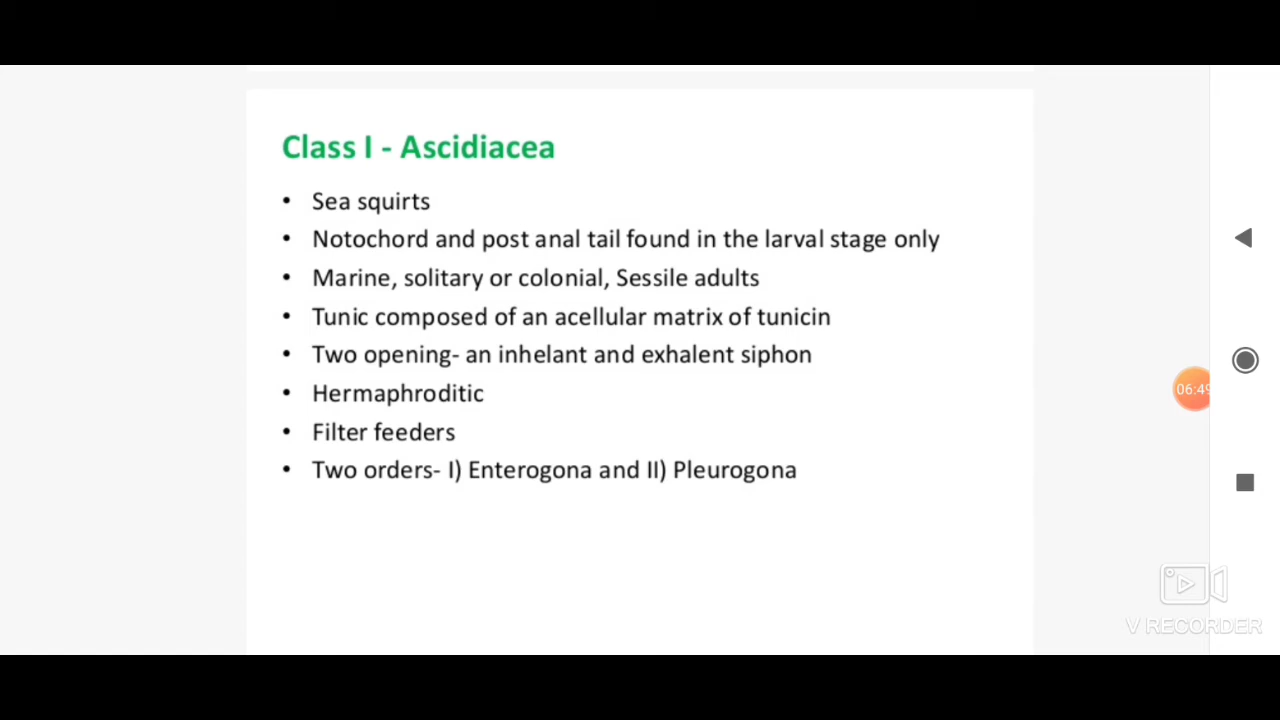 Class I - Ascidiacea
• Sea squirts
• Notochord and post anal tail found in the larval stage only
• Marine, solitary or colonial, Sessile adults
• Tunic composed of an acellular matrix of tunicin
• Two opening- an inhelant and exhalent siphon
• Hermaphroditic
• Filter feeders
• Two orders- I) Enterogona and II) Pleurogona
06:49
V RECORDER